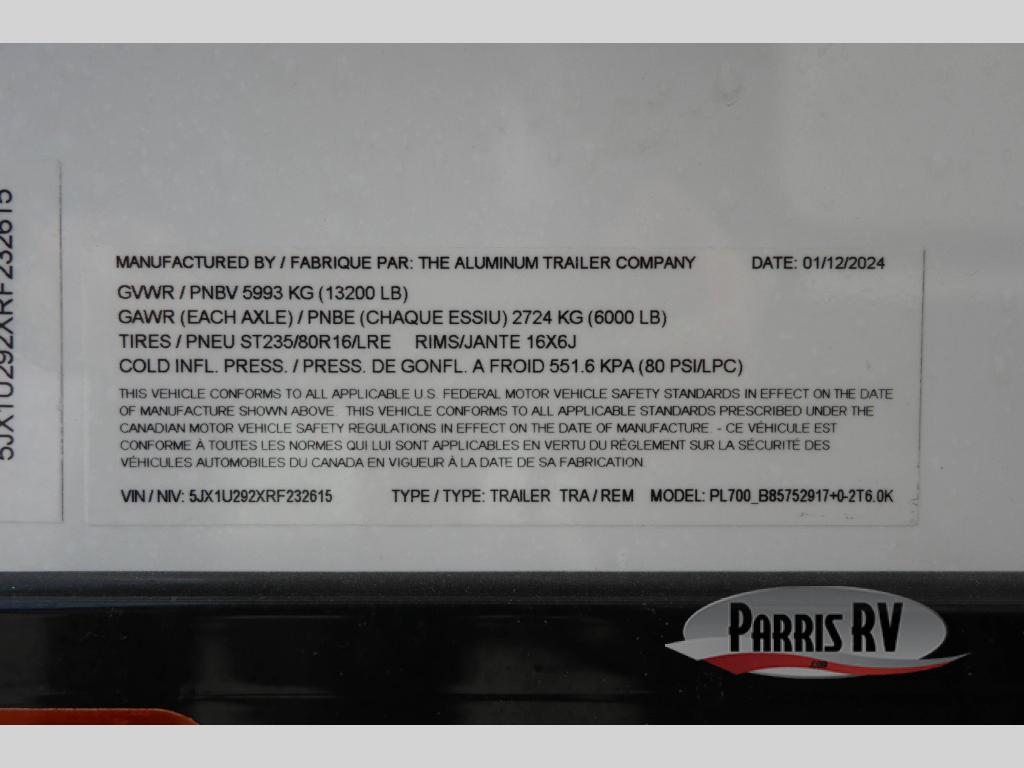 5JX1U292XRF232615
MANUFACTURED BY / FABRIQUE PAR: THE ALUMINUM TRAILER COMPANY DATE: 01/12/2024
GVWR / PNBV 5993 KG (13200 LB)
GAWR (EACH AXLE) / PNBE (CHAQUE ESSIU) 2724 KG (6000 LB)
TIRES / PNEU ST235/80R16/LRE RIMS/JANTE 16X6J
COLD INFL. PRESS. / PRESS. DE GONFL. A FROID 551.6 KPA (80 PSI/LPC)
THIS VEHICLE CONFORMS TO ALL APPLICABLE U.S. FEDERAL MOTOR VEHICLE SAFETY STANDARDS IN EFFECT ON THE DATE
OF MANUFACTURE SHOWN ABOVE. THIS VEHICLE CONFORMS TO ALL APPLICABLE STANDARDS PRESCRIBED UNDER THE
CANADIAN MOTOR VEHICLE SAFETY REGULATIONS IN EFFECT ON THE DATE OF MANUFACTURE. - CE VÉHICULE EST
CONFORME À TOUTES LES NORMES QUI LUI SONT APPLICABLES EN VERTU DU RÈGLEMENT SUR LA SÉCURITÉ DES
VÉHICULES AUTOMOBILES DU CANADA EN VIGUEUR À LA DATE DE SA FABRICATION.
VIN / NIV: 5JX1U292XRF232615 TYPE / TYPE: TRAILER TRA / REM MODEL: PL700_B85752917+0-2T6.0K
PARRIS RV
.com